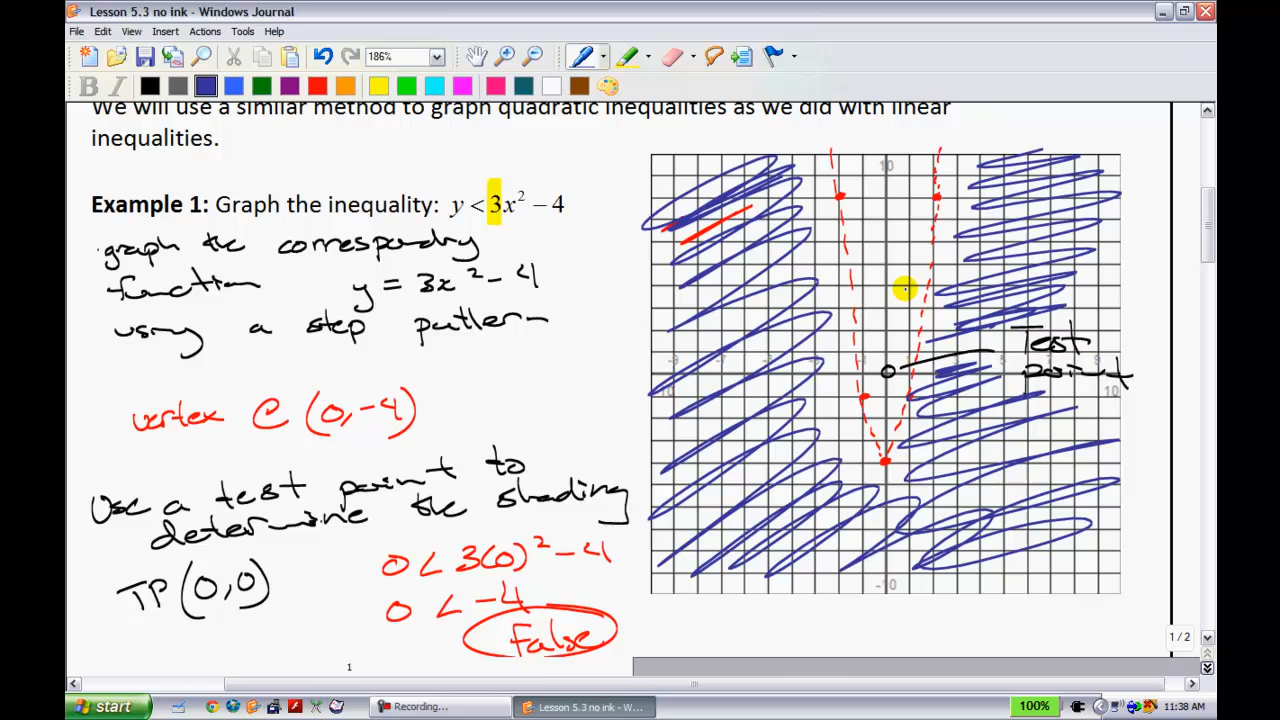 Lesson 5.3 no ink - Windows Journal
File Edit View Insert Actions Tools Help
186%
B I
We will use a similar method to graph quadratic inequalities as we did with linear
inequalities.
Example 1: Graph the inequality: y < 3x² − 4
graph the correspondng
function y = 3x² - 4
using a step pattern
vertex @ (0,-4)
Use a test point to
determine the shading
TP (0,0)
0 < 3(0)² - 4
0 < -4
False
10
-9
9
-10
10
-10
Test
point
1
1 / 2
start
Recording...
Lesson 5.3 no ink - W...
100%
11:38 AM